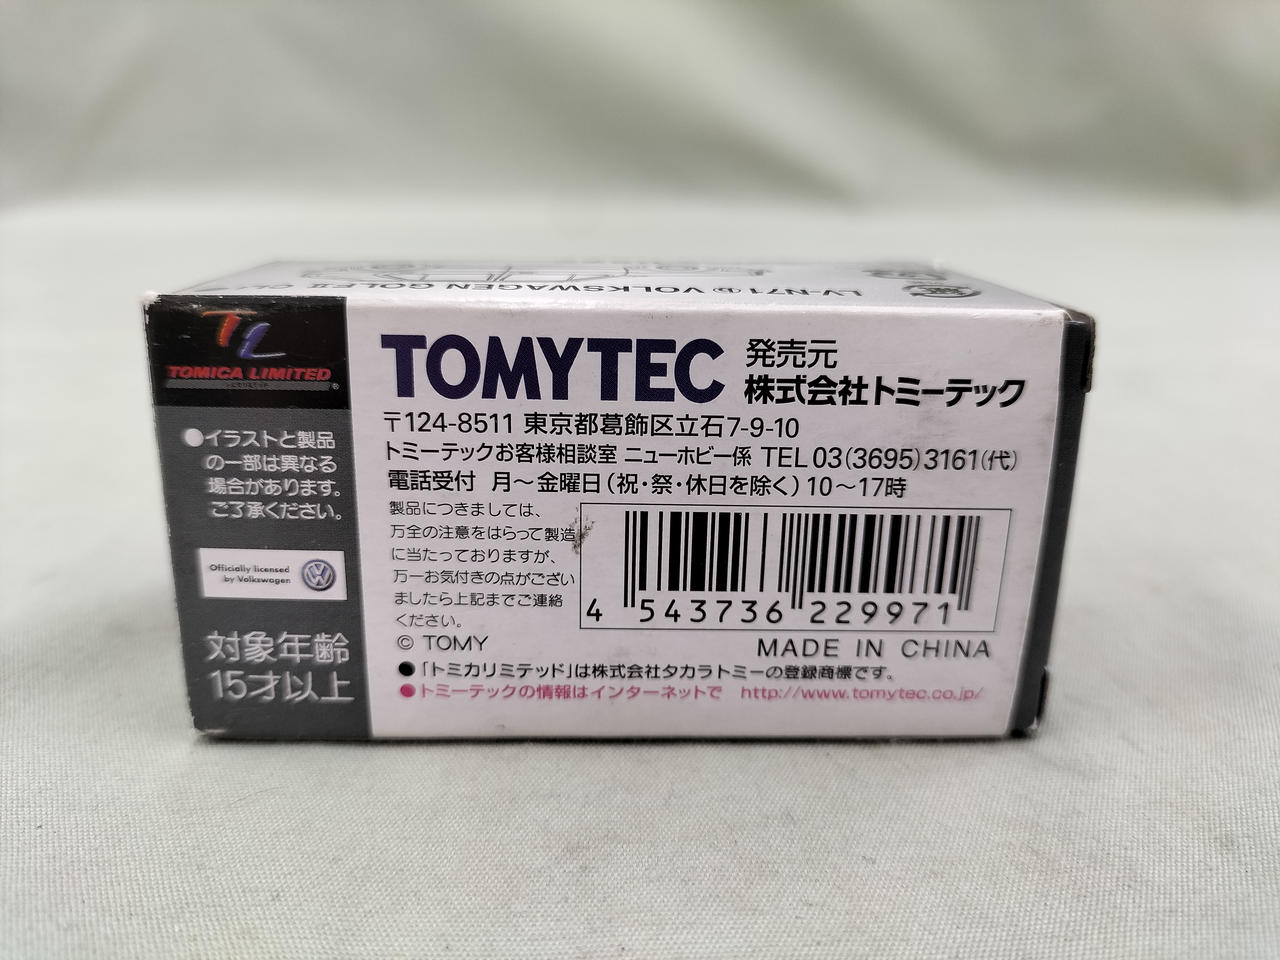 LV-N71 b VOLKSWAGEN GOLF II
TL
TOMICA LIMITED
トミカリミテッド
●イラストと製品
の一部は異なる
場合があります。
ご了承ください。
Officially licensed
by Volkswagen
対象年齢
15才以上
TOMYTEC
発売元
株式会社トミーテック
〒124-8511 東京都葛飾区立石7-9-10
トミーテックお客様相談室 ニューホビー係 TEL 03(3695)3161(代)
電話受付 月～金曜日(祝・祭・休日を除く)10～17時
製品につきましては、
万全の注意をはらって製造
に当たっておりますが、
万一お気付きの点がござい
ましたら上記までご連絡
ください。
4 543736 229971
© TOMY
MADE IN CHINA
●「トミカリミテッド」は株式会社タカラトミーの登録商標です。
●トミーテックの情報はインターネットで http://www.tomytec.co.jp/